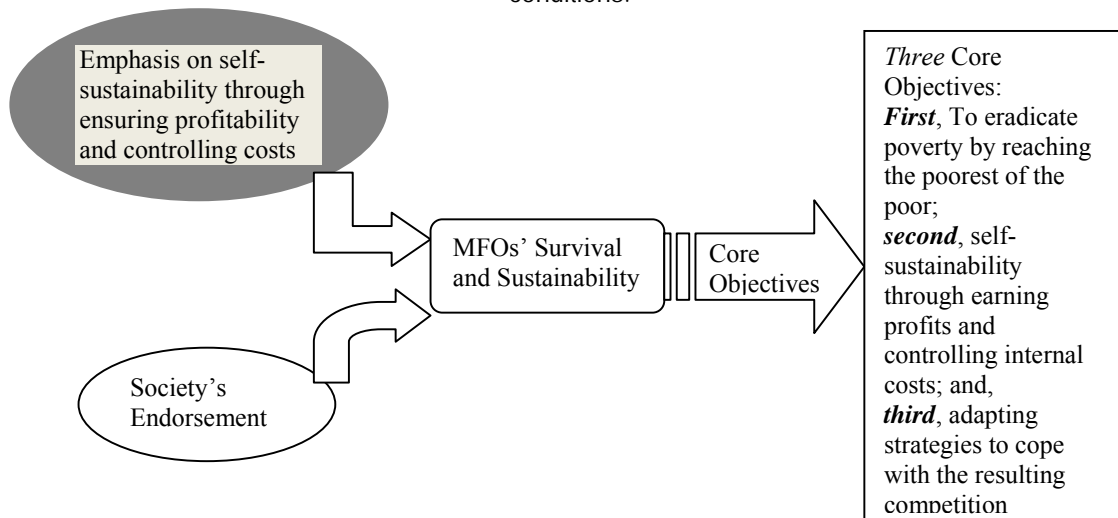 conditions.
Emphasis on self-
sustainability through
ensuring profitability
and controlling costs
MFOs’ Survival
and Sustainability
Core
Objectives
Society’s
Endorsement
Three Core
Objectives:
First, To eradicate
poverty by reaching
the poorest of the
poor;
second, self-
sustainability
through earning
profits and
controlling internal
costs; and,
third, adapting
strategies to cope
with the resulting
competition